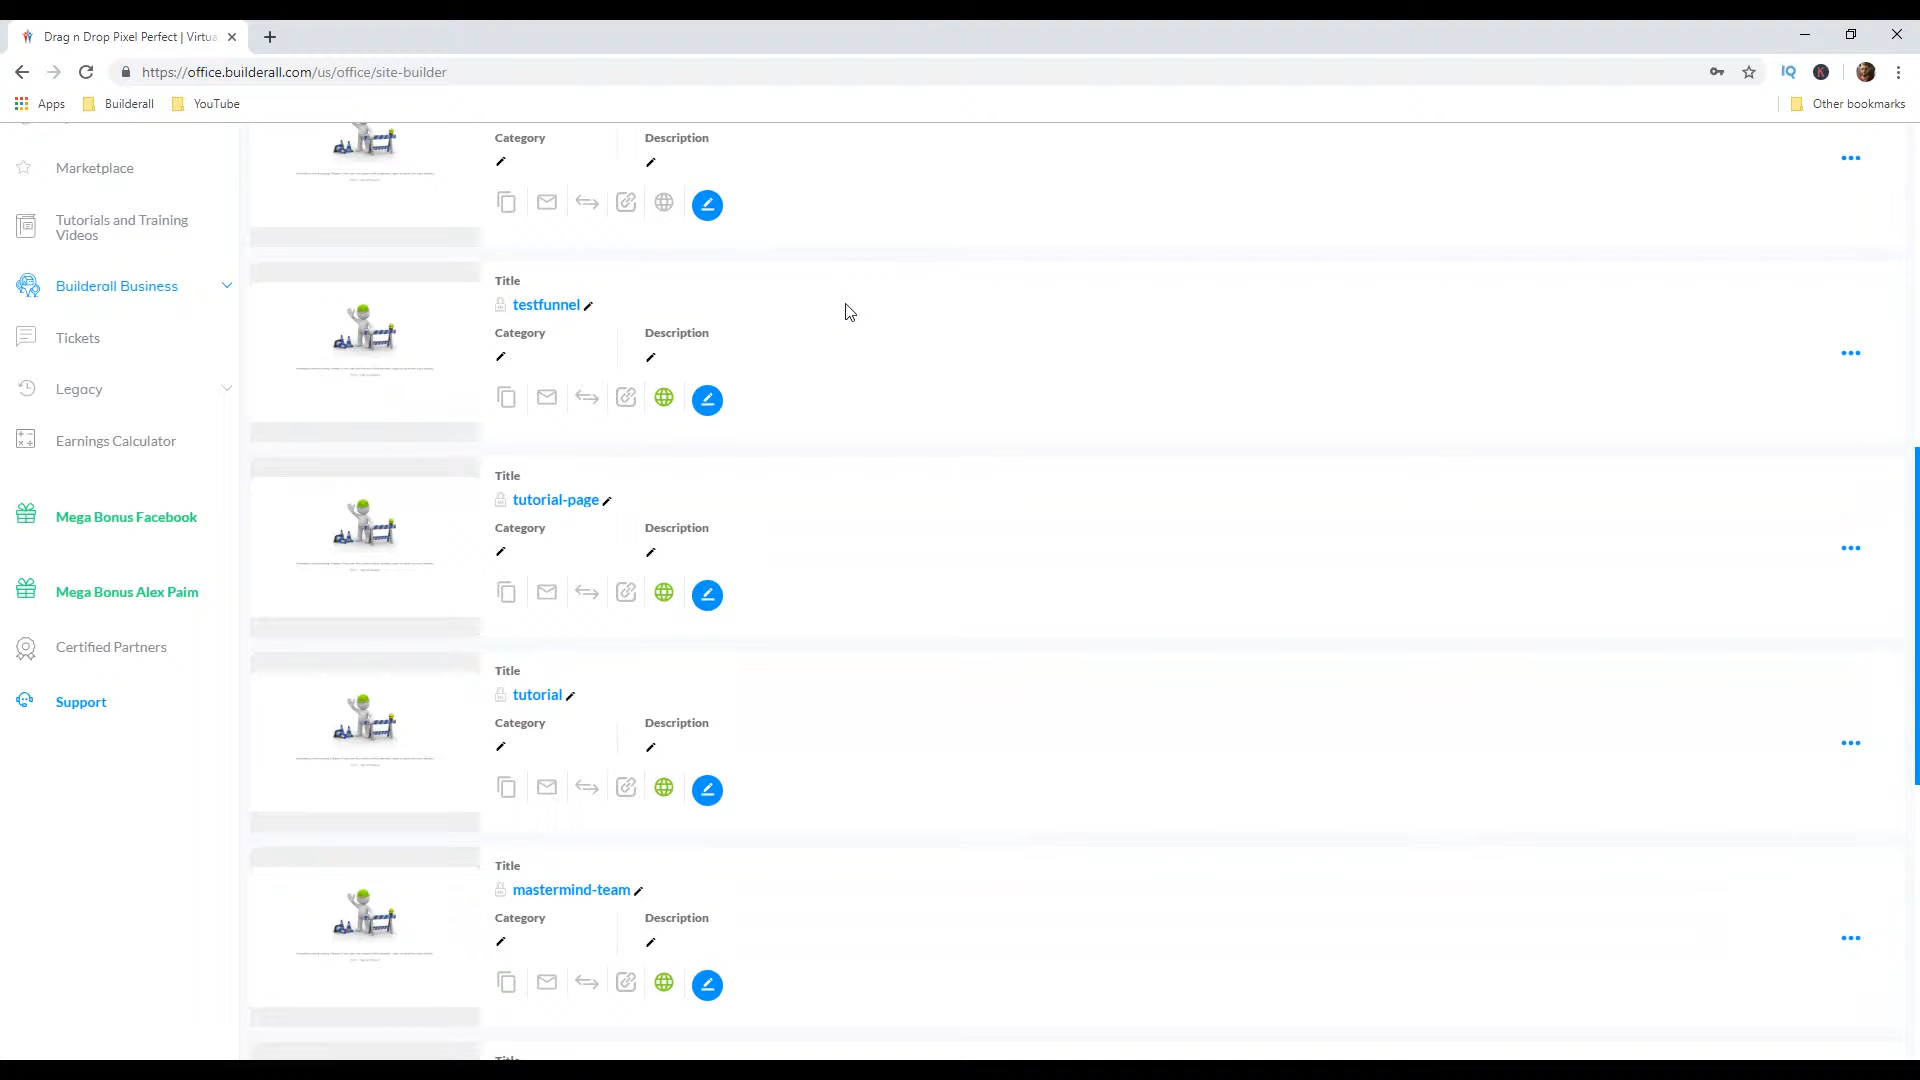 Drag n Drop Pixel Perfect | Virtua
https://office.builderall.com/us/office/site-builder
IQ
K
Apps
Builderall
YouTube
Other bookmarks
Marketplace
Tutorials and Training
Videos
Builderall Business
Tickets
Legacy
Earnings Calculator
Mega Bonus Facebook
Mega Bonus Alex Paim
Certified Partners
Support
Category
Description
Title
testfunnel
Category
Description
Title
tutorial-page
Category
Description
Title
tutorial
Category
Description
Title
mastermind-team
Category
Description
Title